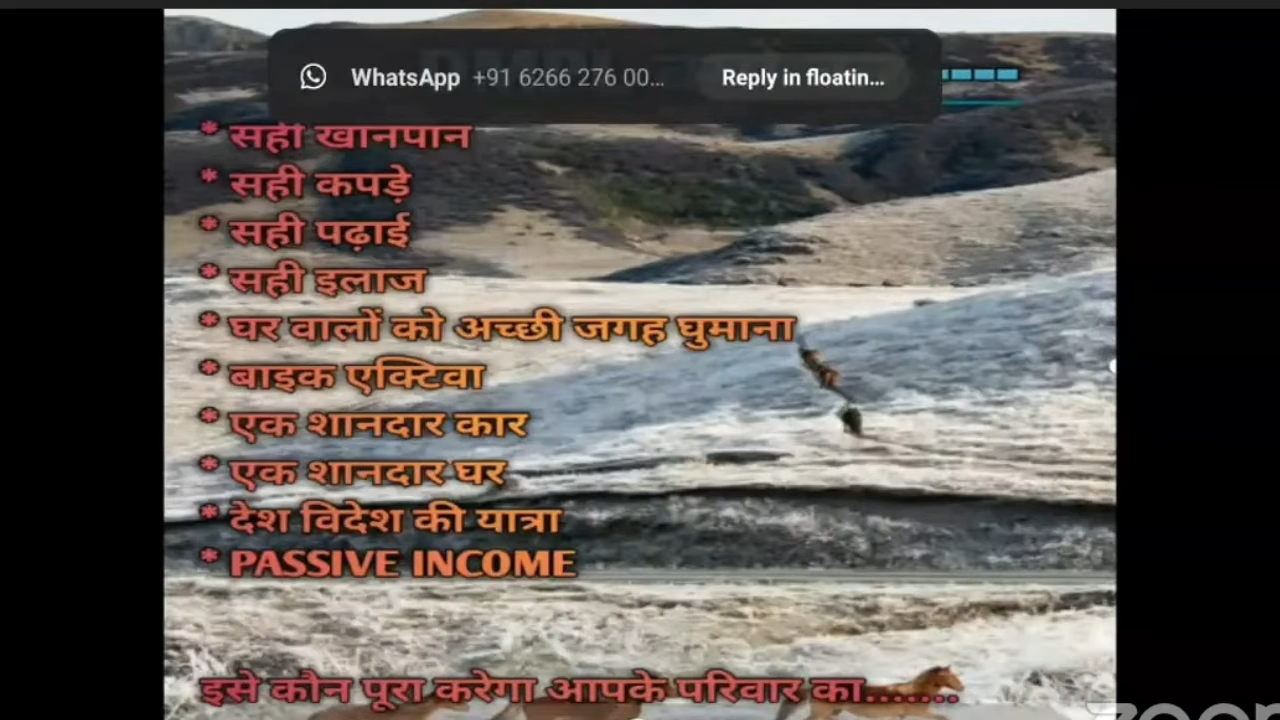 WhatsApp +91 6266 276 00... Reply in floatin...
* सही खानपान
* सही कपड़े
* सही पढ़ाई
* सही इलाज
* घर वालों को अच्छी जगह घुमाना
* बाइक एक्टिवा
* एक शानदार कार
* एक शानदार घर
* देश विदेश की यात्रा
* PASSIVE INCOME
इसे कौन पूरा करेगा आपके परिवार का.......
zoom